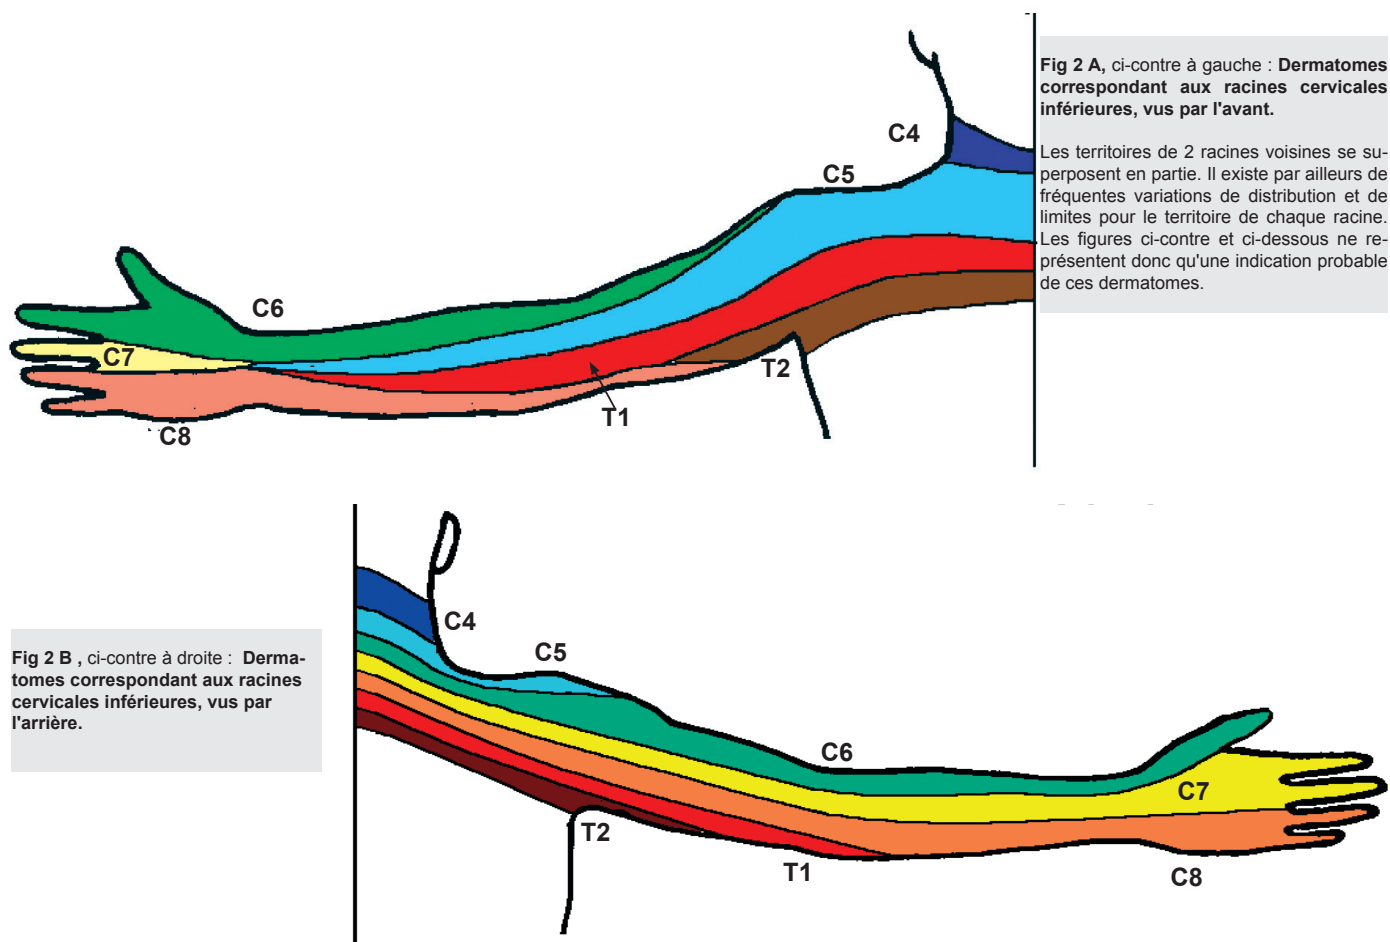 Fig 2 A, ci-contre à gauche : Dermatomes
correspondant aux racines cervicales
inférieures, vus par l'avant.
Les territoires de 2 racines voisines se su-
perposent en partie. Il existe par ailleurs de
fréquentes variations de distribution et de
limites pour le territoire de chaque racine.
Les figures ci-contre et ci-dessous ne re-
présentent donc qu'une indication probable
de ces dermatomes.
C4
C5
C6
C7
T2
T1
C8
Fig 2 B , ci-contre à droite : Derma-
tomes correspondant aux racines
cervicales inférieures, vus par
l'arrière.
C4
C5
C6
C7
T2
T1
C8